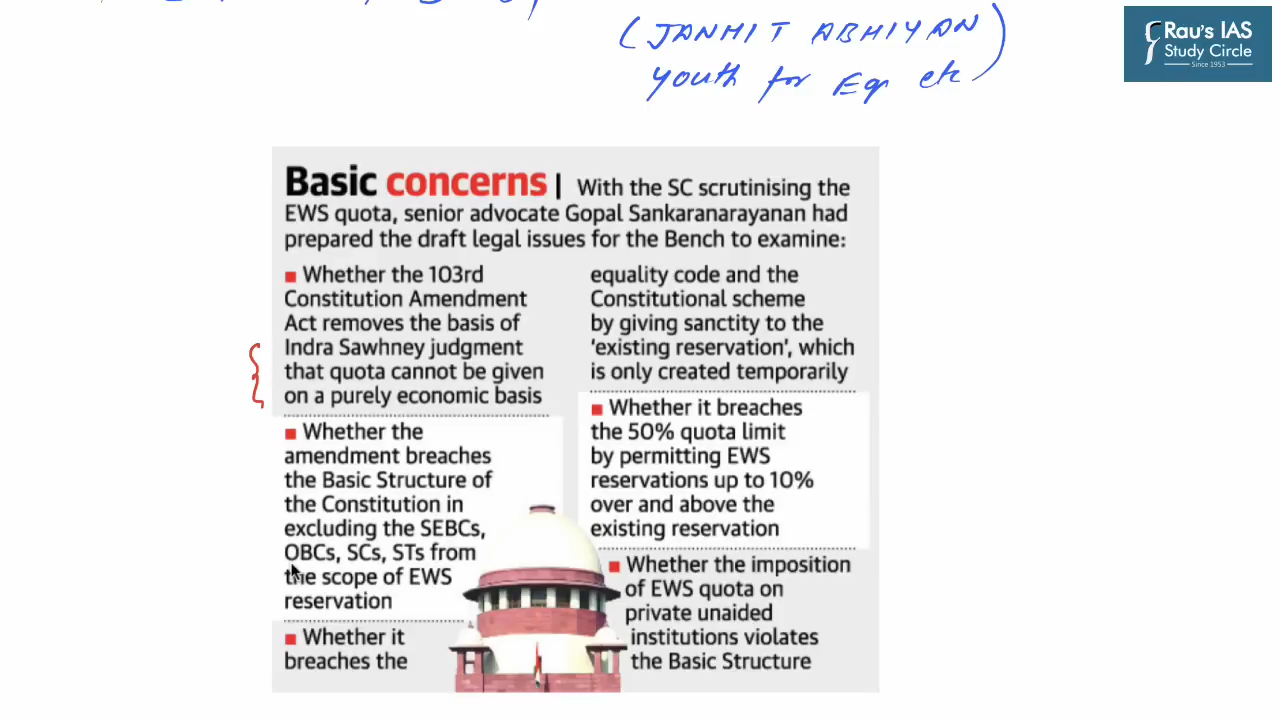 (JANHIT ABHIYAN)
Youth for Eq etc
Rau's IAS
Study Circle
Since 1953
Basic concerns | With the SC scrutinising the
EWS quota, senior advocate Gopal Sankaranarayanan had
prepared the draft legal issues for the Bench to examine:
■ Whether the 103rd
Constitution Amendment
Act removes the basis of
Indra Sawhney judgment
that quota cannot be given
on a purely economic basis
■ Whether the
amendment breaches
the Basic Structure of
the Constitution in
excluding the SEBCs,
OBCs, SCs, STs from
the scope of EWS
reservation
■ Whether it
breaches the
equality code and the
Constitutional scheme
by giving sanctity to the
‘existing reservation’, which
is only created temporarily
■ Whether it breaches
the 50% quota limit
by permitting EWS
reservations up to 10%
over and above the
existing reservation
■ Whether the imposition
of EWS quota on
private unaided
institutions violates
the Basic Structure